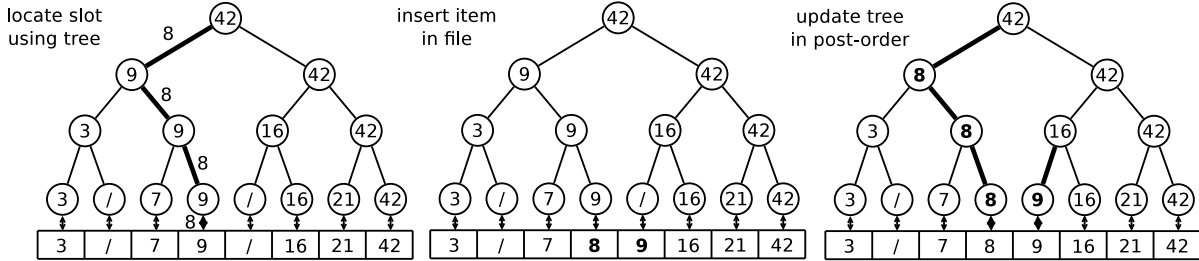 locate slot
using tree
42
8
9
42
8
3
9
16
42
8
3 / 7 9 / 16 21 42
8
3 / 7 9 / 16 21 42
insert item
in file
42
9
42
3
9
16
42
3 / 7 9 / 16 21 42
3 / 7 8 9 16 21 42
update tree
in post-order
42
8
42
3
8
16
42
3 / 7 8 9 16 21 42
3 / 7 8 9 16 21 42